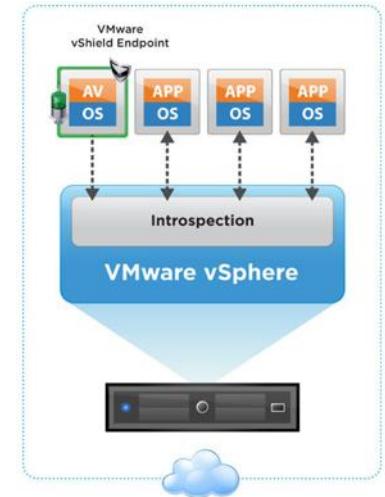 VMware
vShield Endpoint
AV APP APP APP
OS OS OS OS
Introspection
VMware vSphere